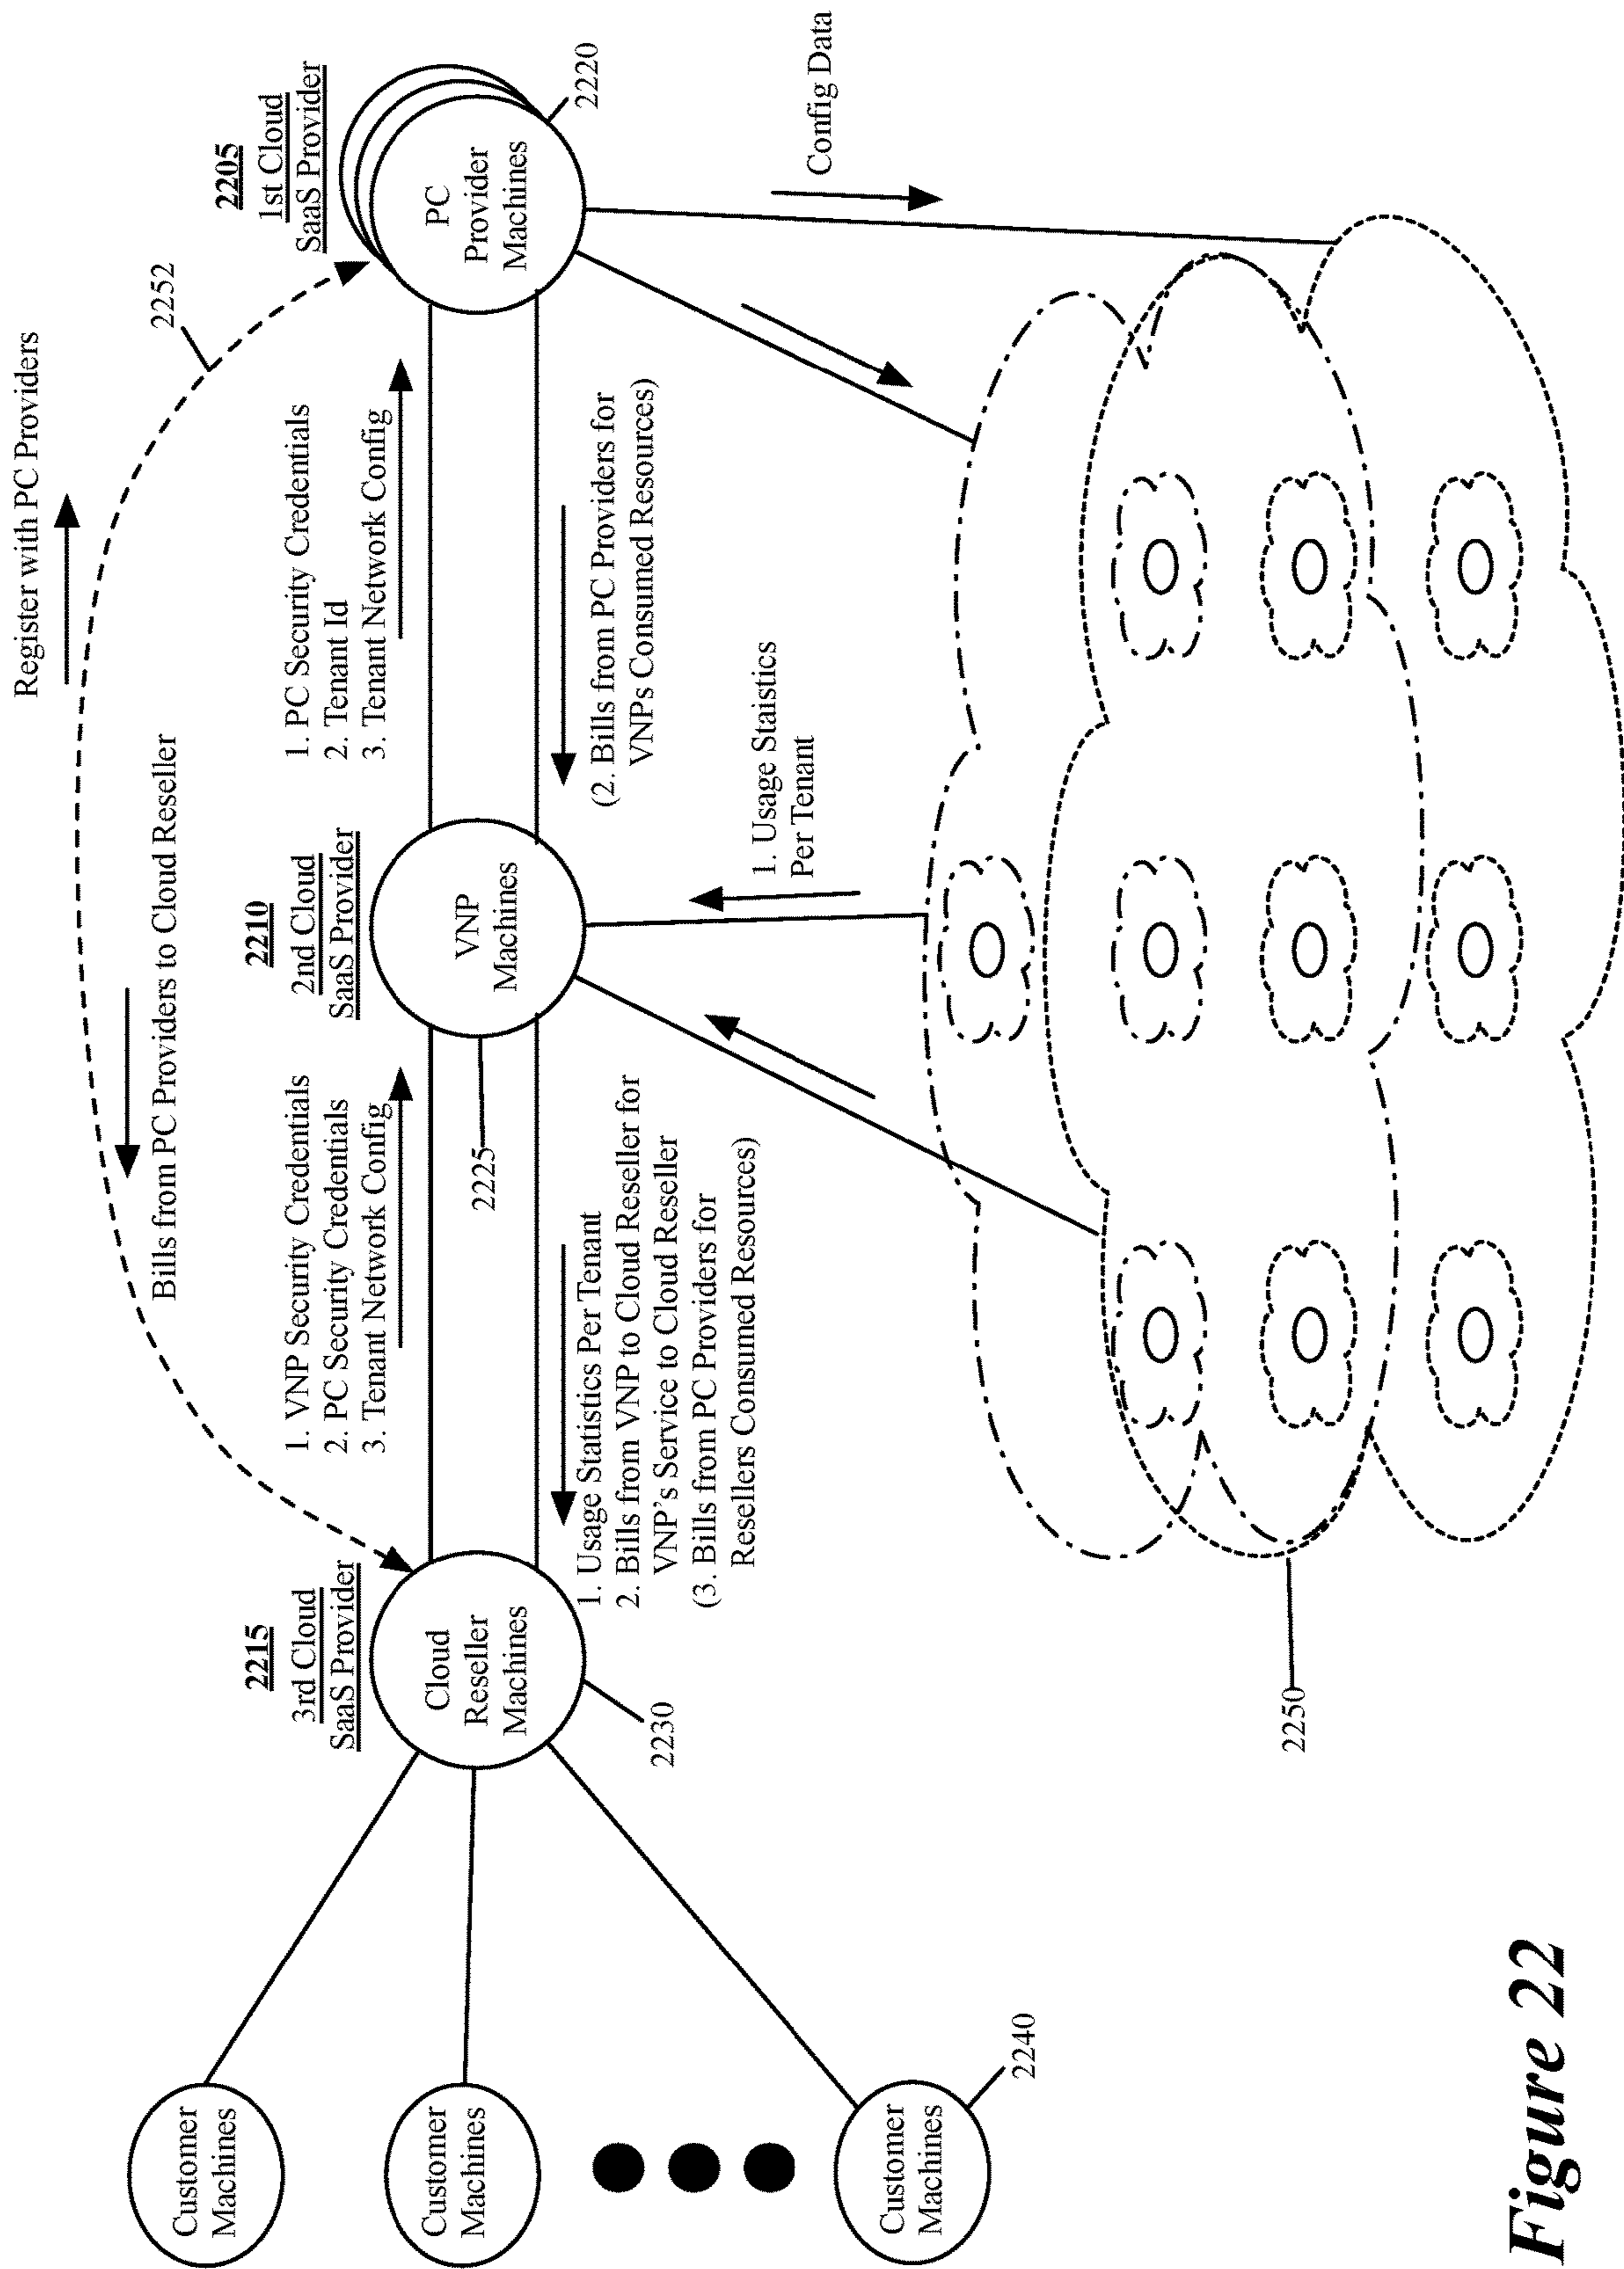 Register with PC Providers
2252
Bills from PC Providers to Cloud Reseller
2215
3rd Cloud
SaaS Provider
2210
2nd Cloud
SaaS Provider
2205
1st Cloud
SaaS Provider
1. VNP Security Credentials
2. PC Security Credentials
3. Tenant Network Config
1. PC Security Credentials
2. Tenant Id
3. Tenant Network Config
Customer
Machines
Customer
Machines
Customer
Machines
2240
Cloud
Reseller
Machines
2230
VNP
Machines
2225
PC
Provider
Machines
2220
1. Usage Statistics Per Tenant
2. Bills from VNP to Cloud Reseller for
VNP's Service to Cloud Reseller
(3. Bills from PC Providers for
Resellers Consumed Resources)
(2. Bills from PC Providers for
VNPs Consumed Resources)
1. Usage Staistics
Per Tenant
Config Data
2250
Figure 22